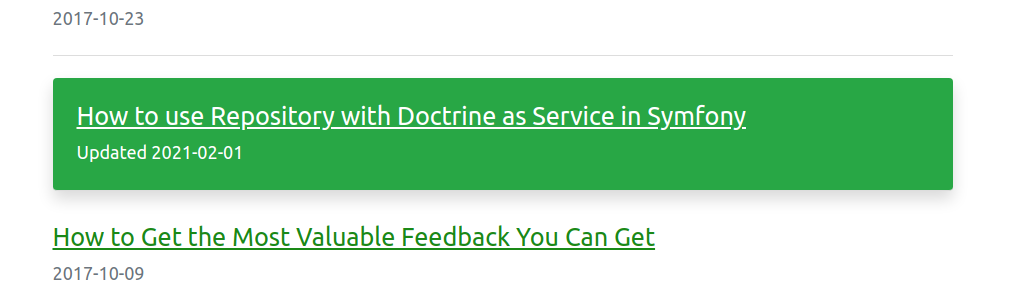 2017-10-23
How to use Repository with Doctrine as Service in Symfony
Updated 2021-02-01
How to Get the Most Valuable Feedback You Can Get
2017-10-09